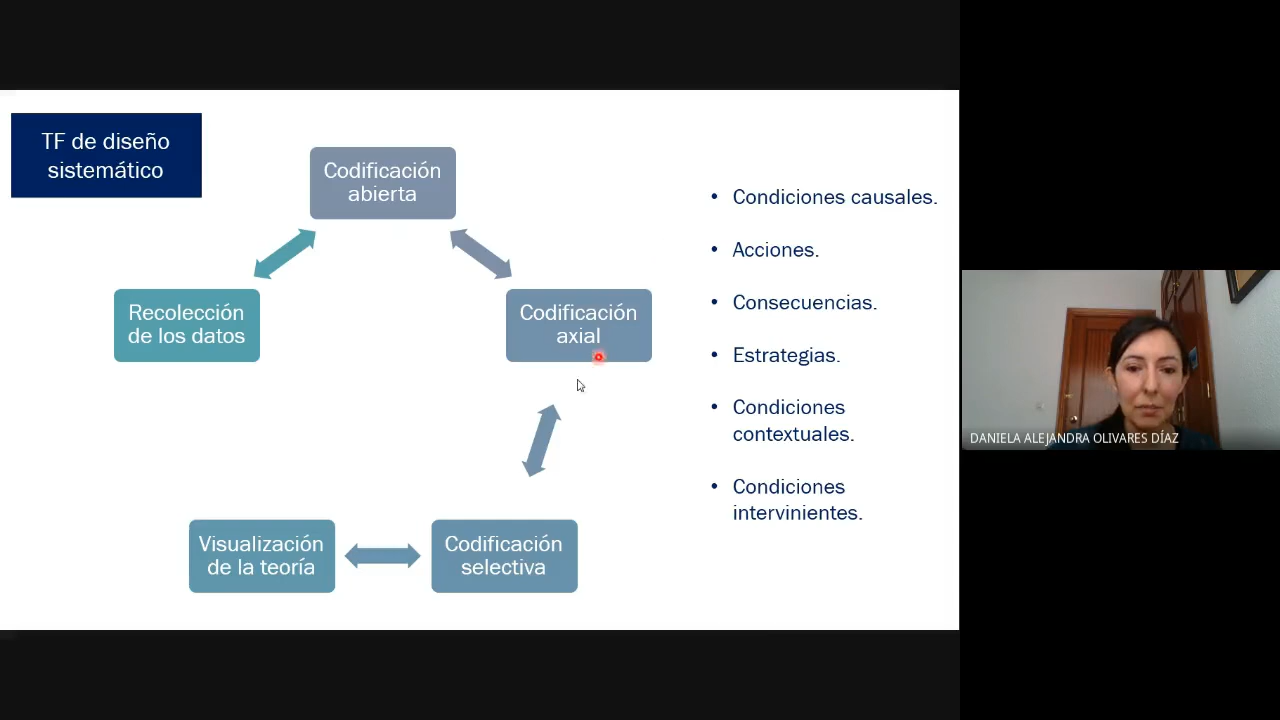 TF de diseño
sistemático
Codificación
abierta
Recolección
de los datos
Codificación
axial
Visualización
de la teoría
Codificación
selectiva
• Condiciones causales.
• Acciones.
• Consecuencias.
• Estrategias.
• Condiciones
contextuales.
• Condiciones
intervinientes.
DANIELA ALEJANDRA OLIVARES DÍAZ